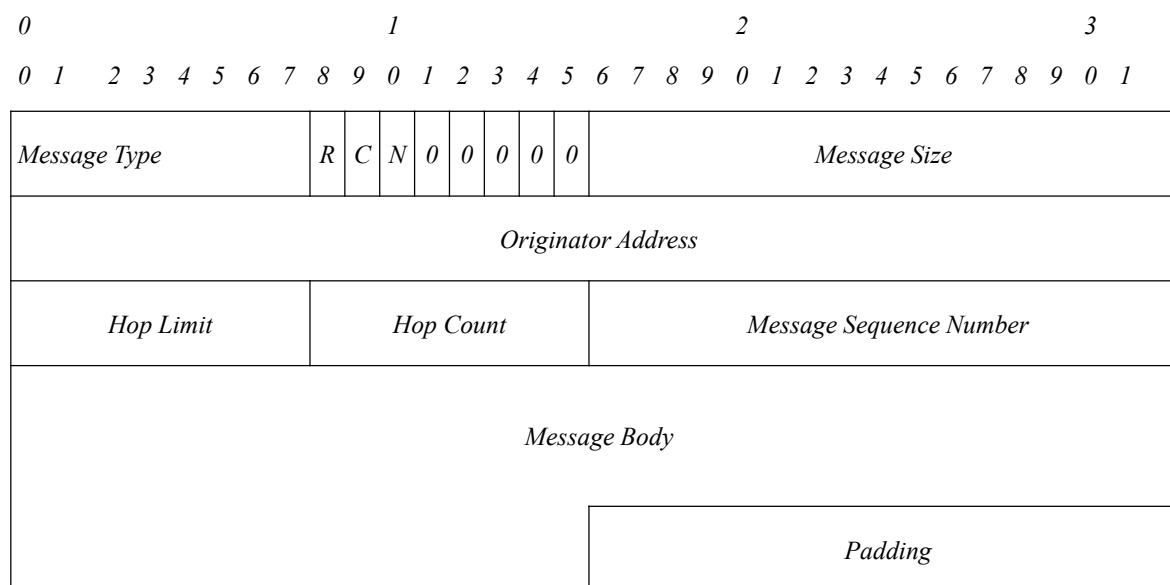 0 1 2 3
0 1 2 3 4 5 6 7 8 9 0 1 2 3 4 5 6 7 8 9 0 1 2 3 4 5 6 7 8 9 0 1
Message Type R C N 0 0 0 0 0 Message Size
Originator Address
Hop Limit Hop Count Message Sequence Number
Message Body
Padding